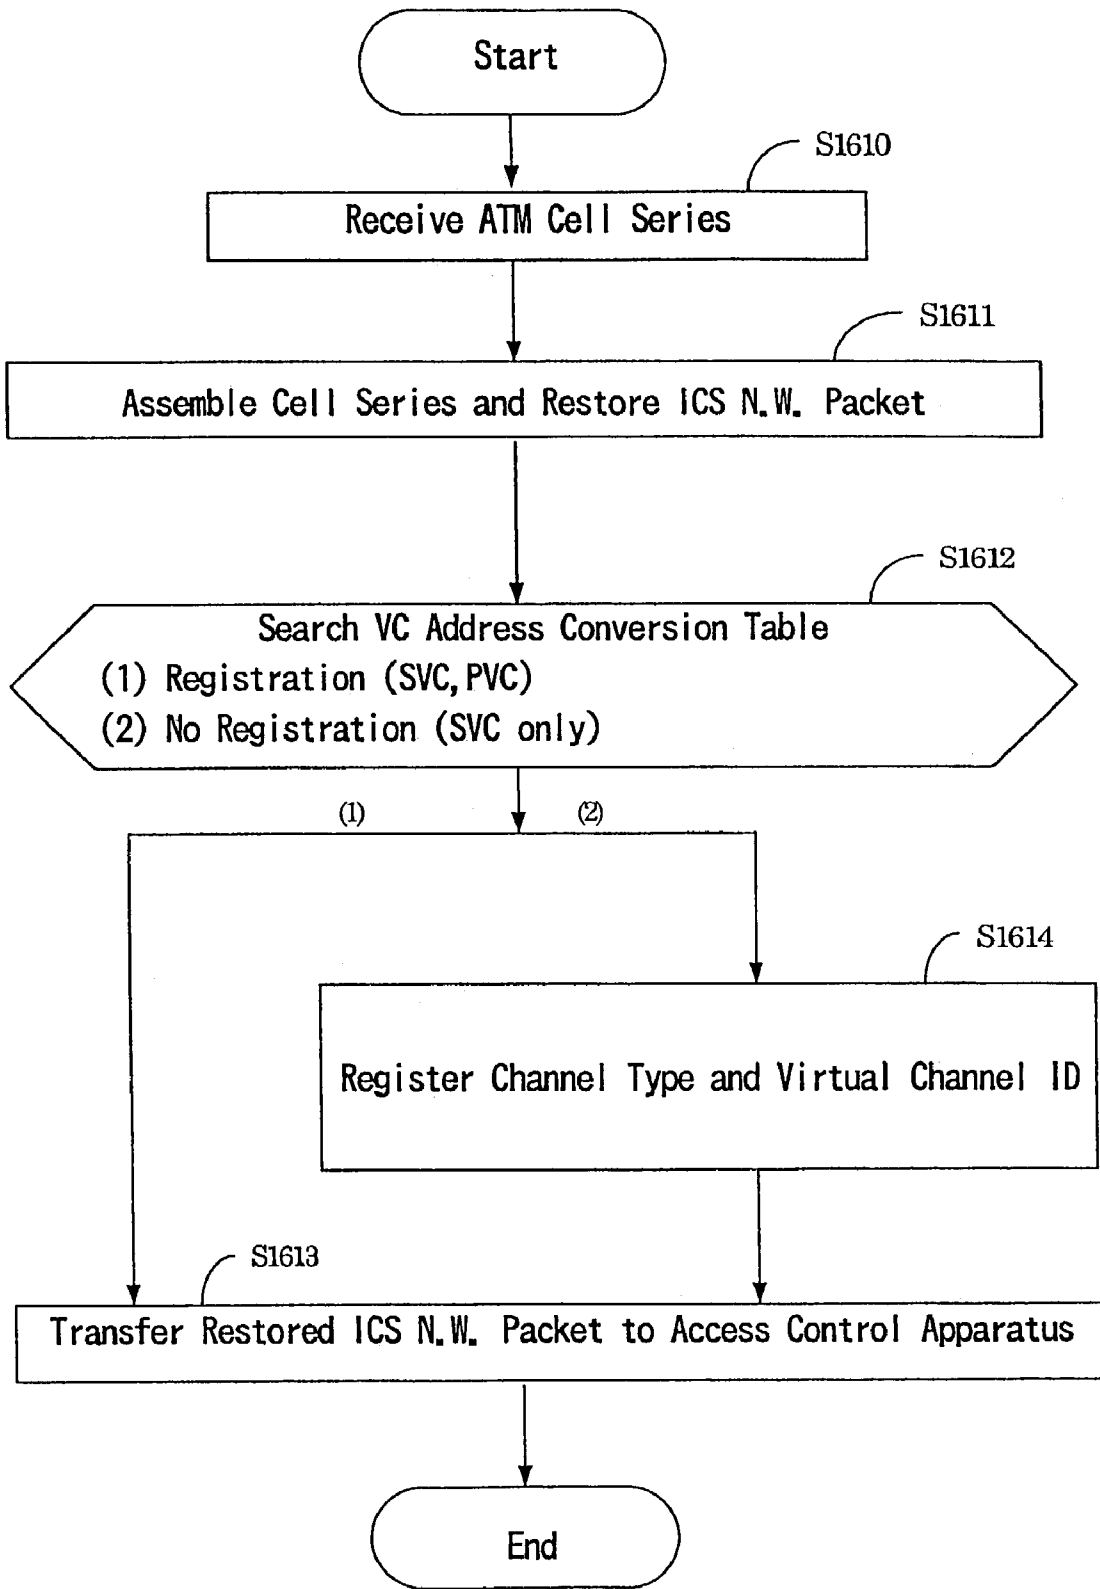 Start
S1610
Receive ATM Cell Series
S1611
Assemble Cell Series and Restore ICS N.W. Packet
S1612
Search VC Address Conversion Table
(1) Registration (SVC,PVC)
(2) No Registration (SVC only)
(1)
(2)
S1614
Register Channel Type and Virtual Channel ID
S1613
Transfer Restored ICS N.W. Packet to Access Control Apparatus
End